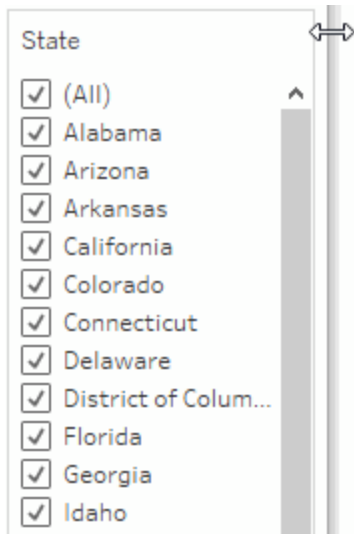 State
(All)
Alabama
Arizona
Arkansas
California
Colorado
Connecticut
Delaware
District of Colum...
Florida
Georgia
Idaho